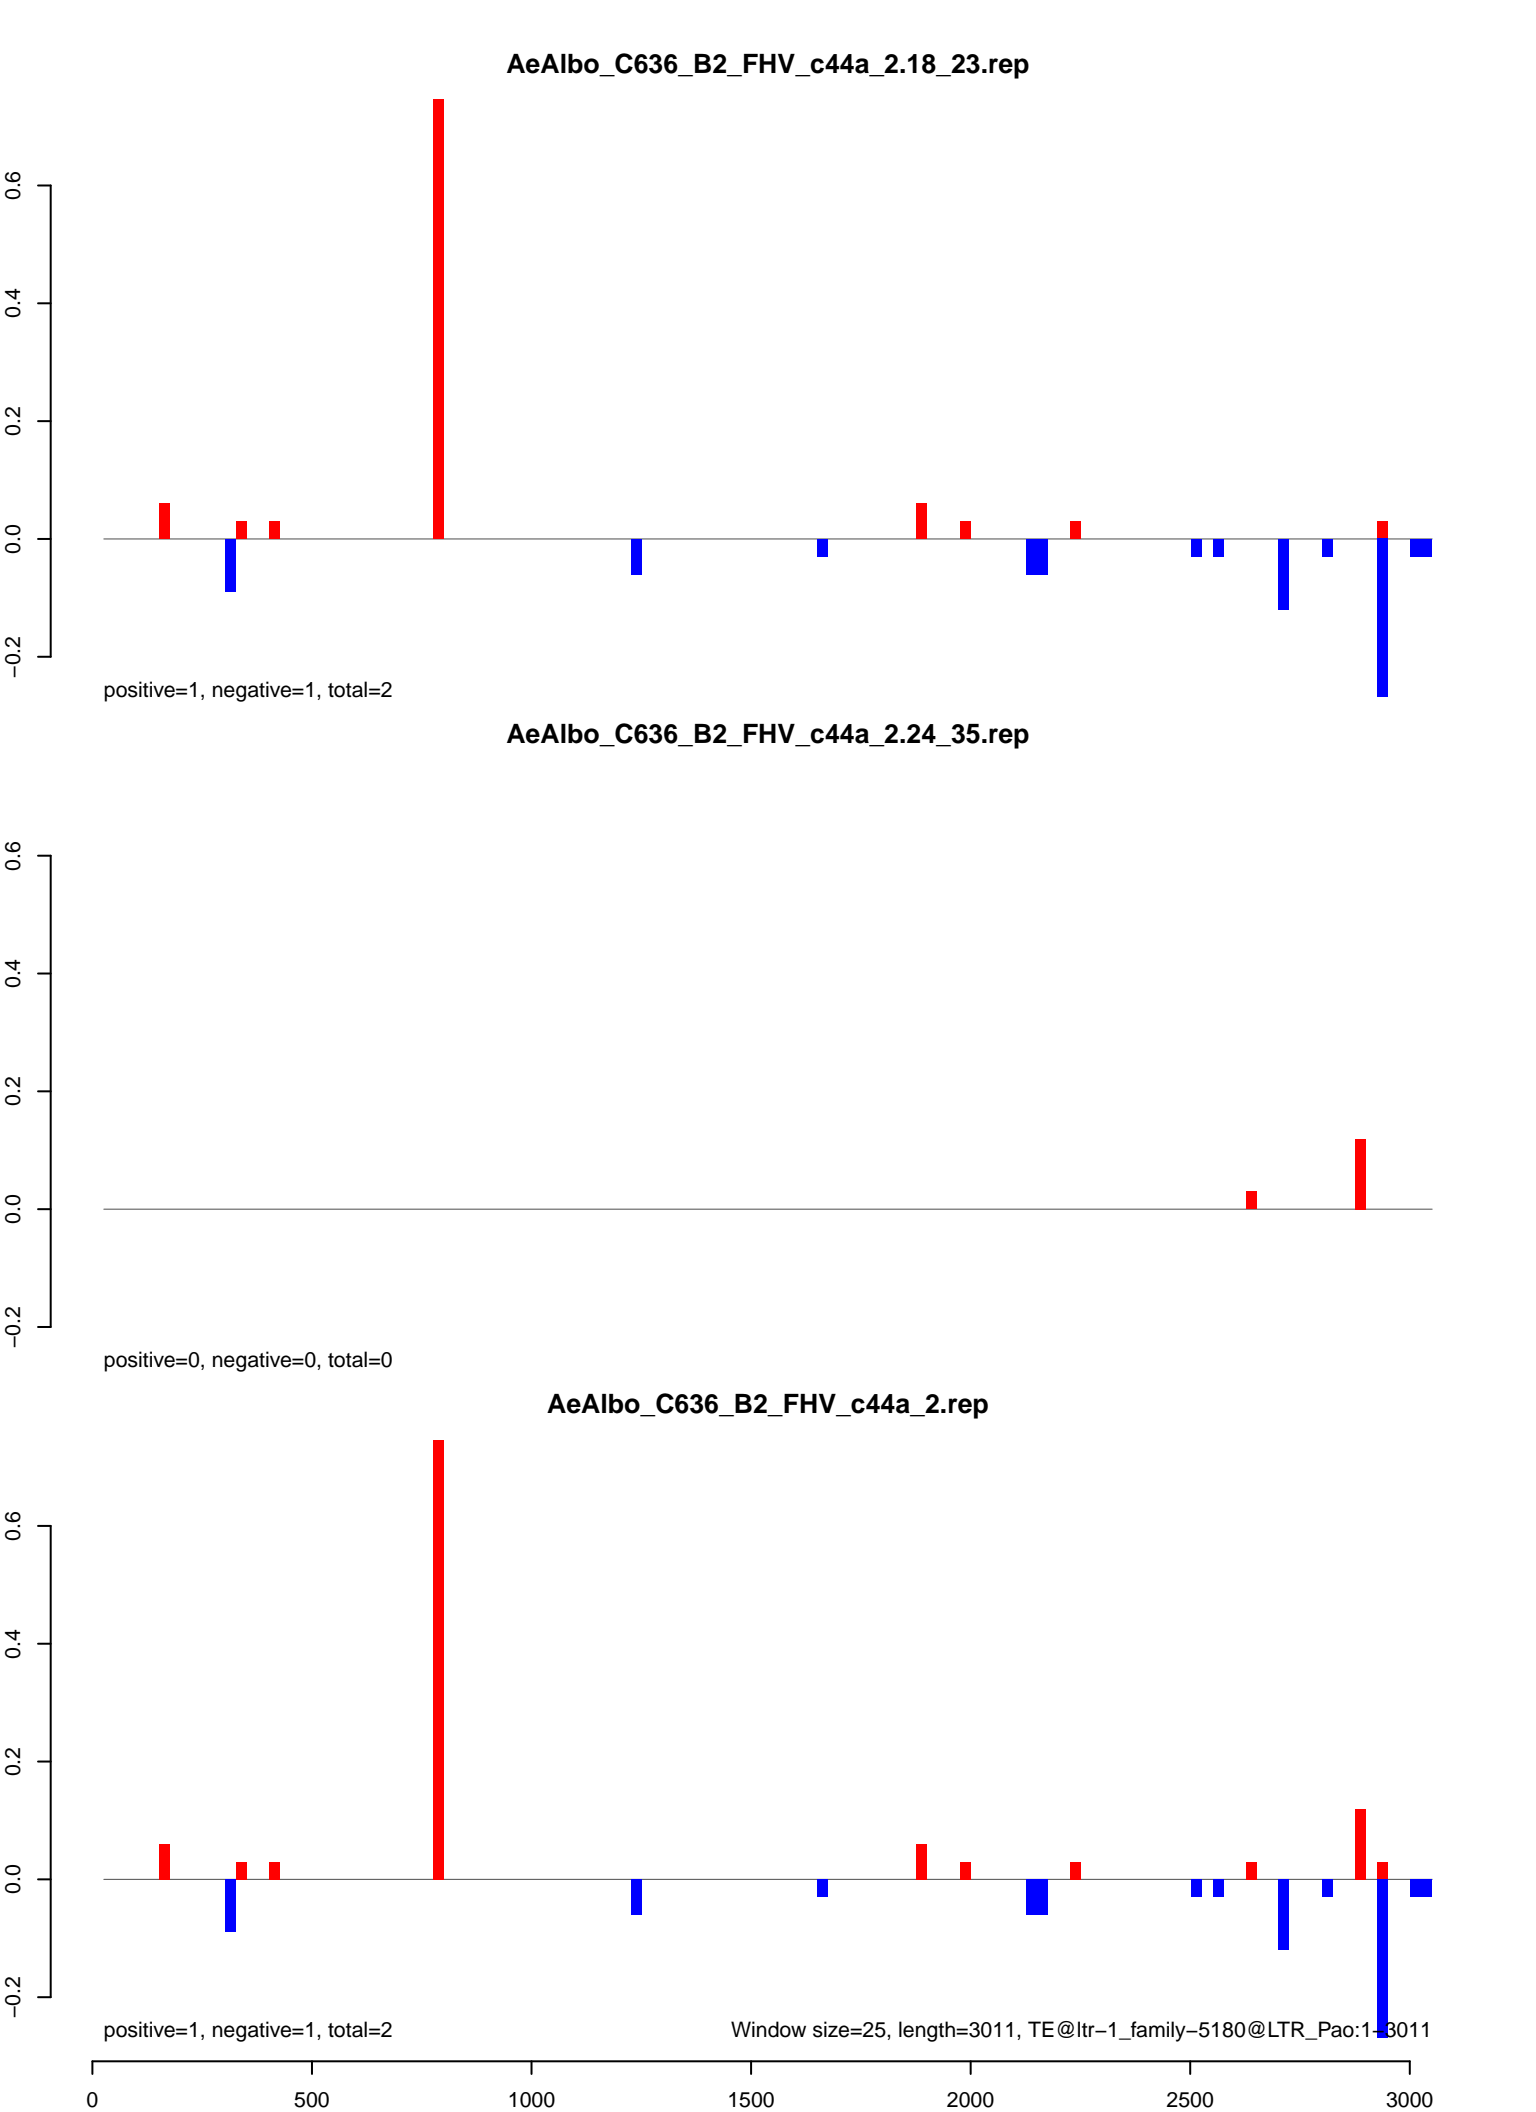 AeAlbo_C636_B2_FHV_c44a_2.18_23.rep
0.6
0.4
0.2
0.0
−0.2
positive=1, negative=1, total=2
AeAlbo_C636_B2_FHV_c44a_2.24_35.rep
0.6
0.4
0.2
0.0
−0.2
positive=0, negative=0, total=0
AeAlbo_C636_B2_FHV_c44a_2.rep
0.6
0.4
0.2
0.0
−0.2
positive=1, negative=1, total=2
Window size=25, length=3011, TE@ltr−1_family−5180@LTR_Pao:1−3011
0 500 1000 1500 2000 2500 3000